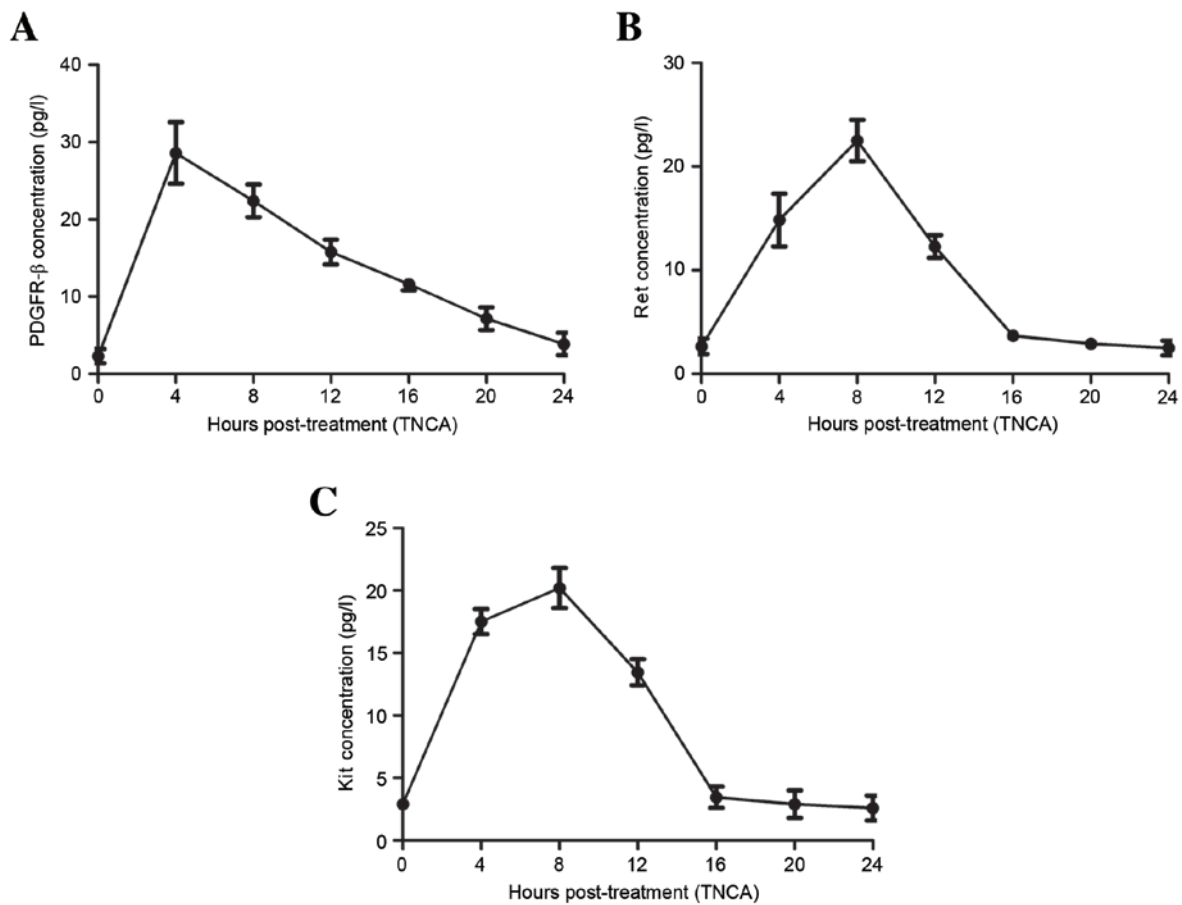 A
PDGFR-β concentration (pg/l)
40
30
20
10
0
0 4 8 12 16 20 24
Hours post-treatment (TNCA)
B
Ret concentration (pg/l)
30
20
10
0
0 4 8 12 16 20 24
Hours post-treatment (TNCA)
C
Kit concentration (pg/l)
25
20
15
10
5
0
0 4 8 12 16 20 24
Hours post-treatment (TNCA)